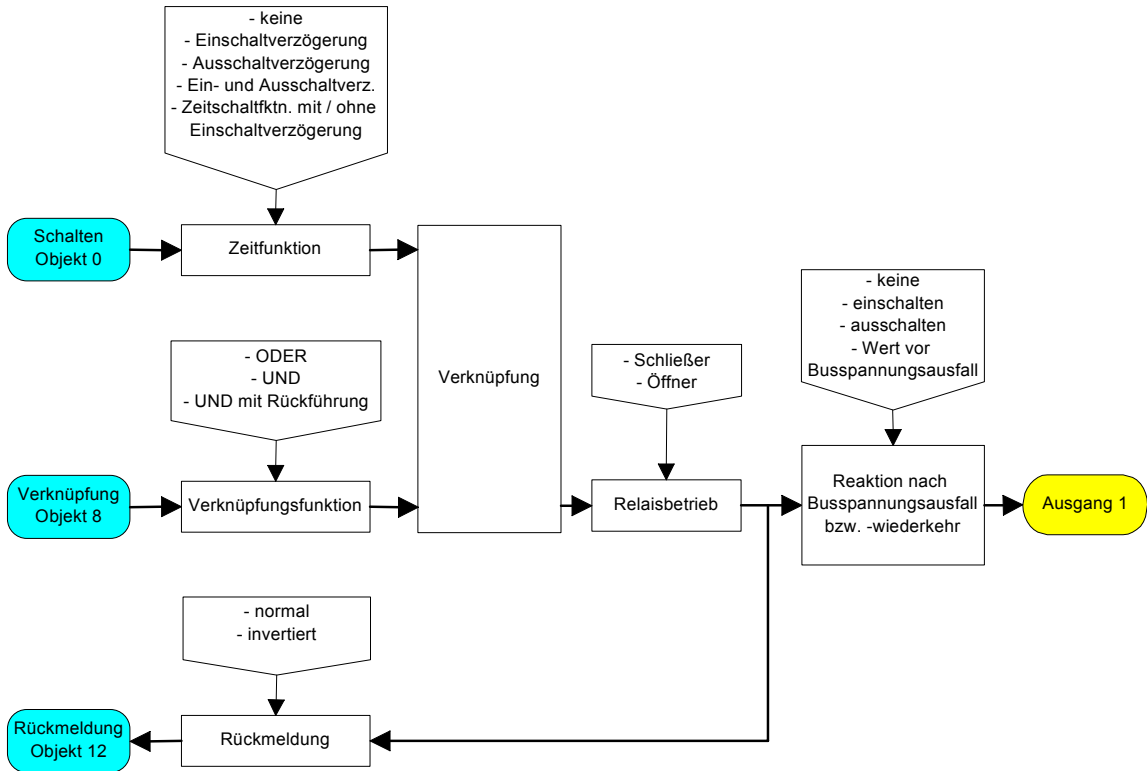 - keine
- Einschaltverzögerung
- Ausschaltverzögerung
- Ein- und Ausschaltverz.
- Zeitschaltfktn. mit / ohne
Einschaltverzögerung
Schalten
Objekt 0
Zeitfunktion
- ODER
- UND
- UND mit Rückführung
Verknüpfung
Objekt 8
Verknüpfungsfunktion
Verknüpfung
- Schließer
- Öffner
Relaisbetrieb
- keine
- einschalten
- ausschalten
- Wert vor
Busspannungsausfall
Reaktion nach
Busspannungsausfall
bzw. -wiederkehr
Ausgang 1
- normal
- invertiert
Rückmeldung
Objekt 12
Rückmeldung